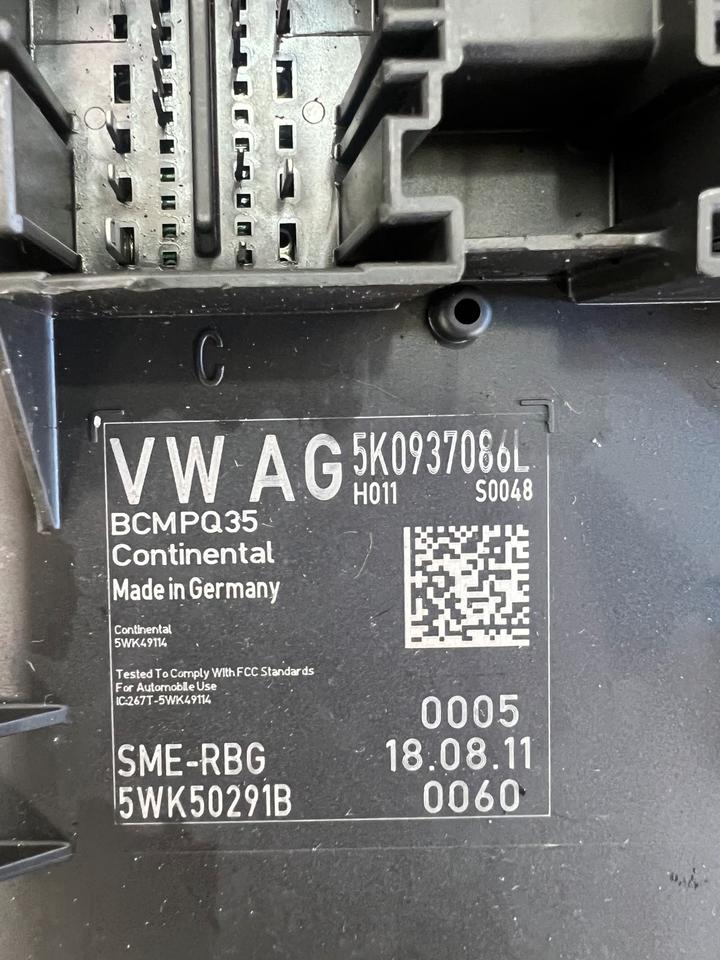 C
VW AG 5K0937086L
H011 S0048
BCMPQ35
Continental
Made in Germany
Continental
5WK49114
Tested To Comply With FCC Standards
For Automobile Use
IC:267T-5WK49114
0005
SME-RBG 18.08.11
5WK50291B 0060